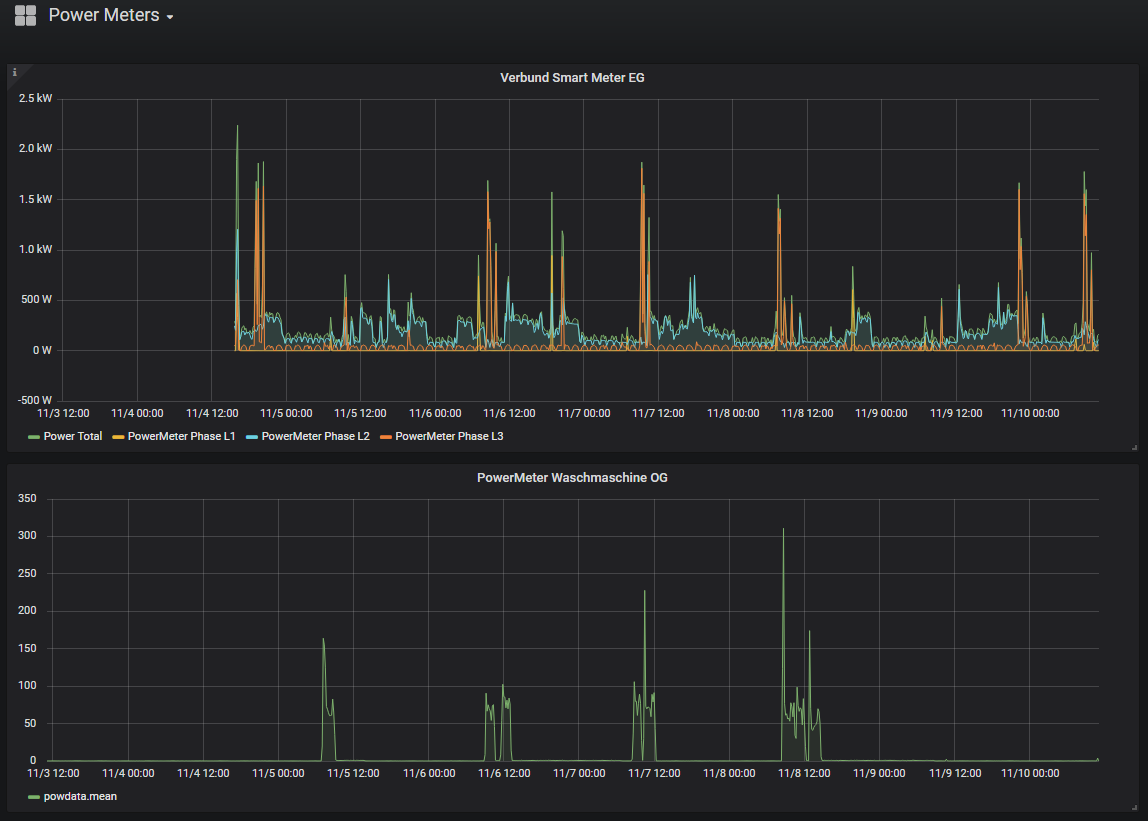 Power Meters
i
Verbund Smart Meter EG
2.5 kW
2.0 kW
1.5 kW
1.0 kW
500 W
0 W
-500 W
11/3 12:00 11/4 00:00 11/4 12:00 11/5 00:00 11/5 12:00 11/6 00:00 11/6 12:00 11/7 00:00 11/7 12:00 11/8 00:00 11/8 12:00 11/9 00:00 11/9 12:00 11/10 00:00
Power Total PowerMeter Phase L1 PowerMeter Phase L2 PowerMeter Phase L3
PowerMeter Waschmaschine OG
350
300
250
200
150
100
50
0
11/3 12:00 11/4 00:00 11/4 12:00 11/5 00:00 11/5 12:00 11/6 00:00 11/6 12:00 11/7 00:00 11/7 12:00 11/8 00:00 11/8 12:00 11/9 00:00 11/9 12:00 11/10 00:00
powdata.mean